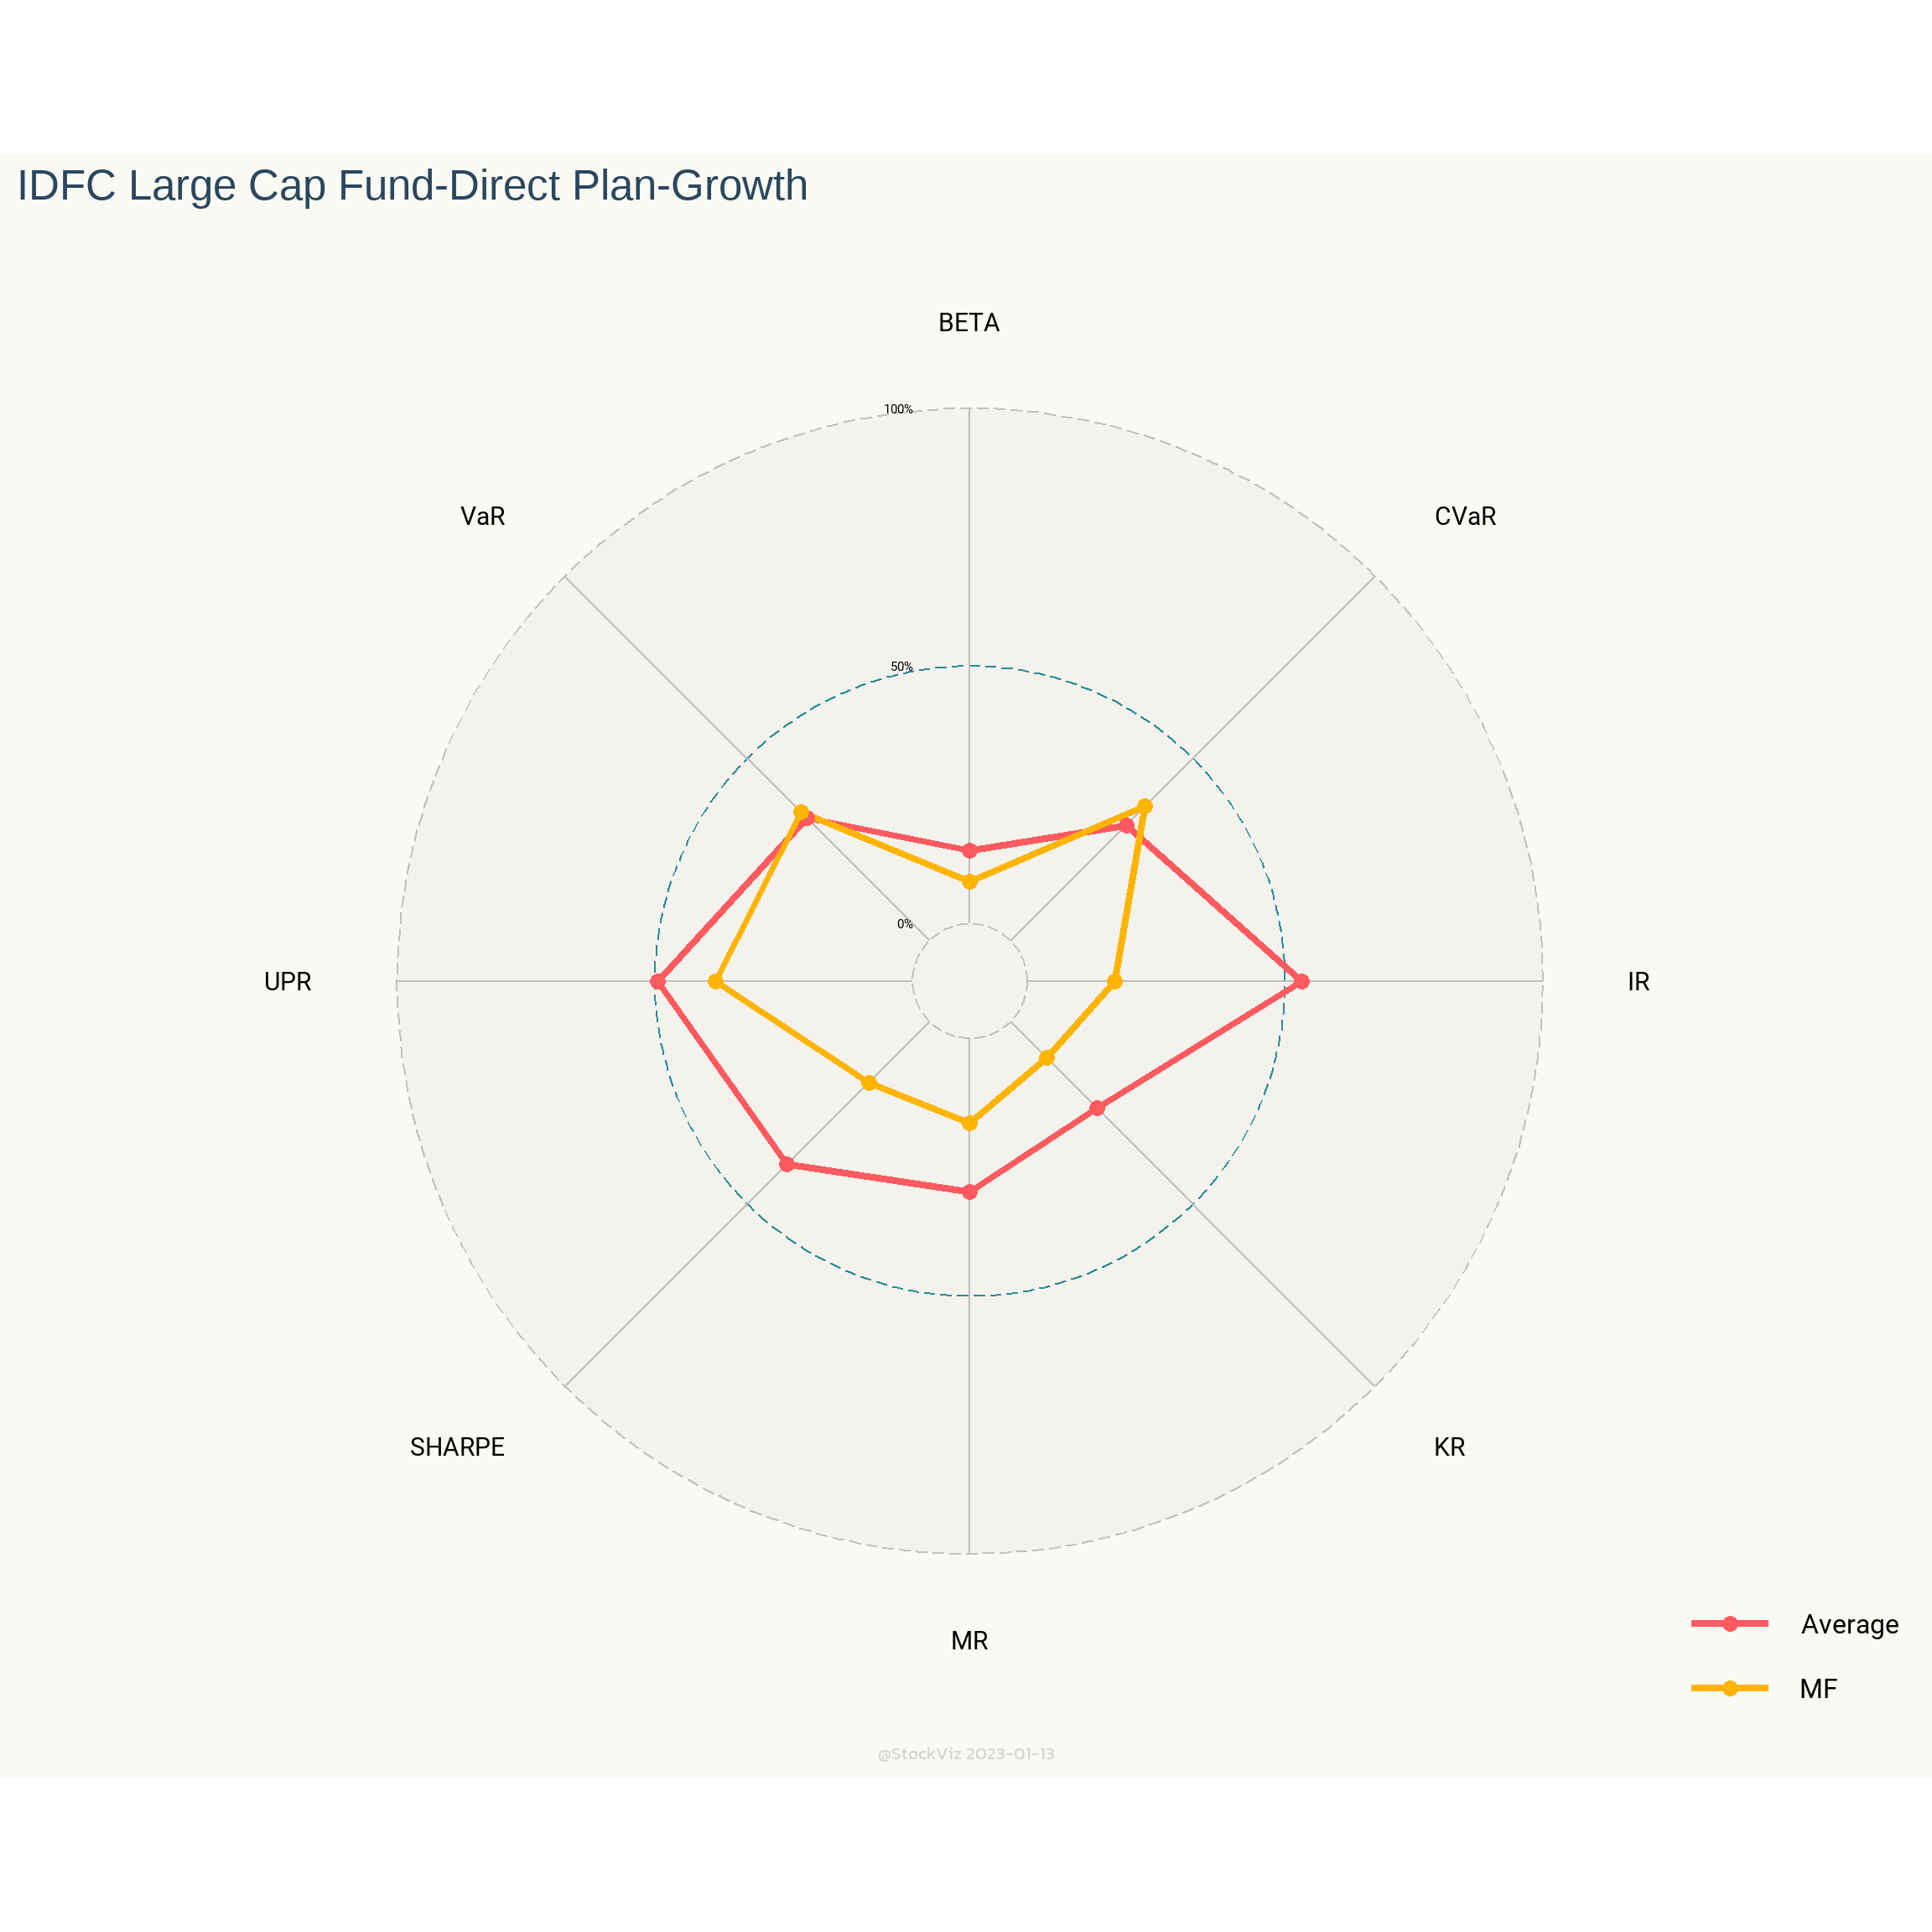 IDFC Large Cap Fund-Direct Plan-Growth
BETA
100%
VaR
CVaR
50%
0%
UPR
IR
SHARPE
KR
MR
Average
MF
@StockViz 2023-01-13